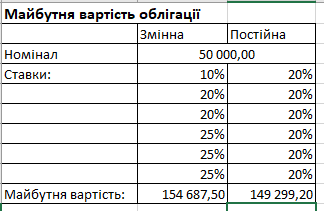 Майбутня вартість облігації
Змінна Постійна
Номінал 50 000,00
Ставки: 10% 20%
20% 20%
20% 20%
25% 20%
25% 20%
25% 20%
Майбутня вартість: 154 687,50 149 299,20